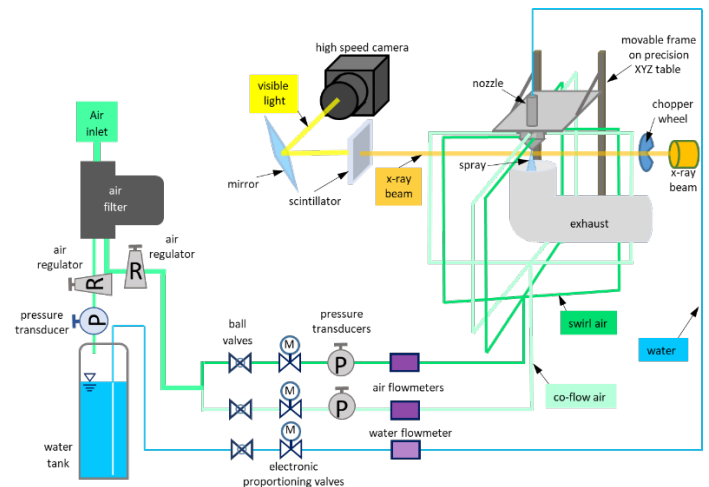 high speed camera
movable frame
on precision
XYZ table
visible
light
nozzle
chopper
wheel
Air
inlet
air
filter
mirror
scintillator
x-ray
beam
spray
x-ray
beam
exhaust
air
regulator
air
regulator
R
R
pressure
transducer
P
ball
valves
pressure
transducers
M
P
swirl air
water
air flowmeters
M
P
co-flow air
water flowmeter
M
water
tank
electronic
proportioning valves